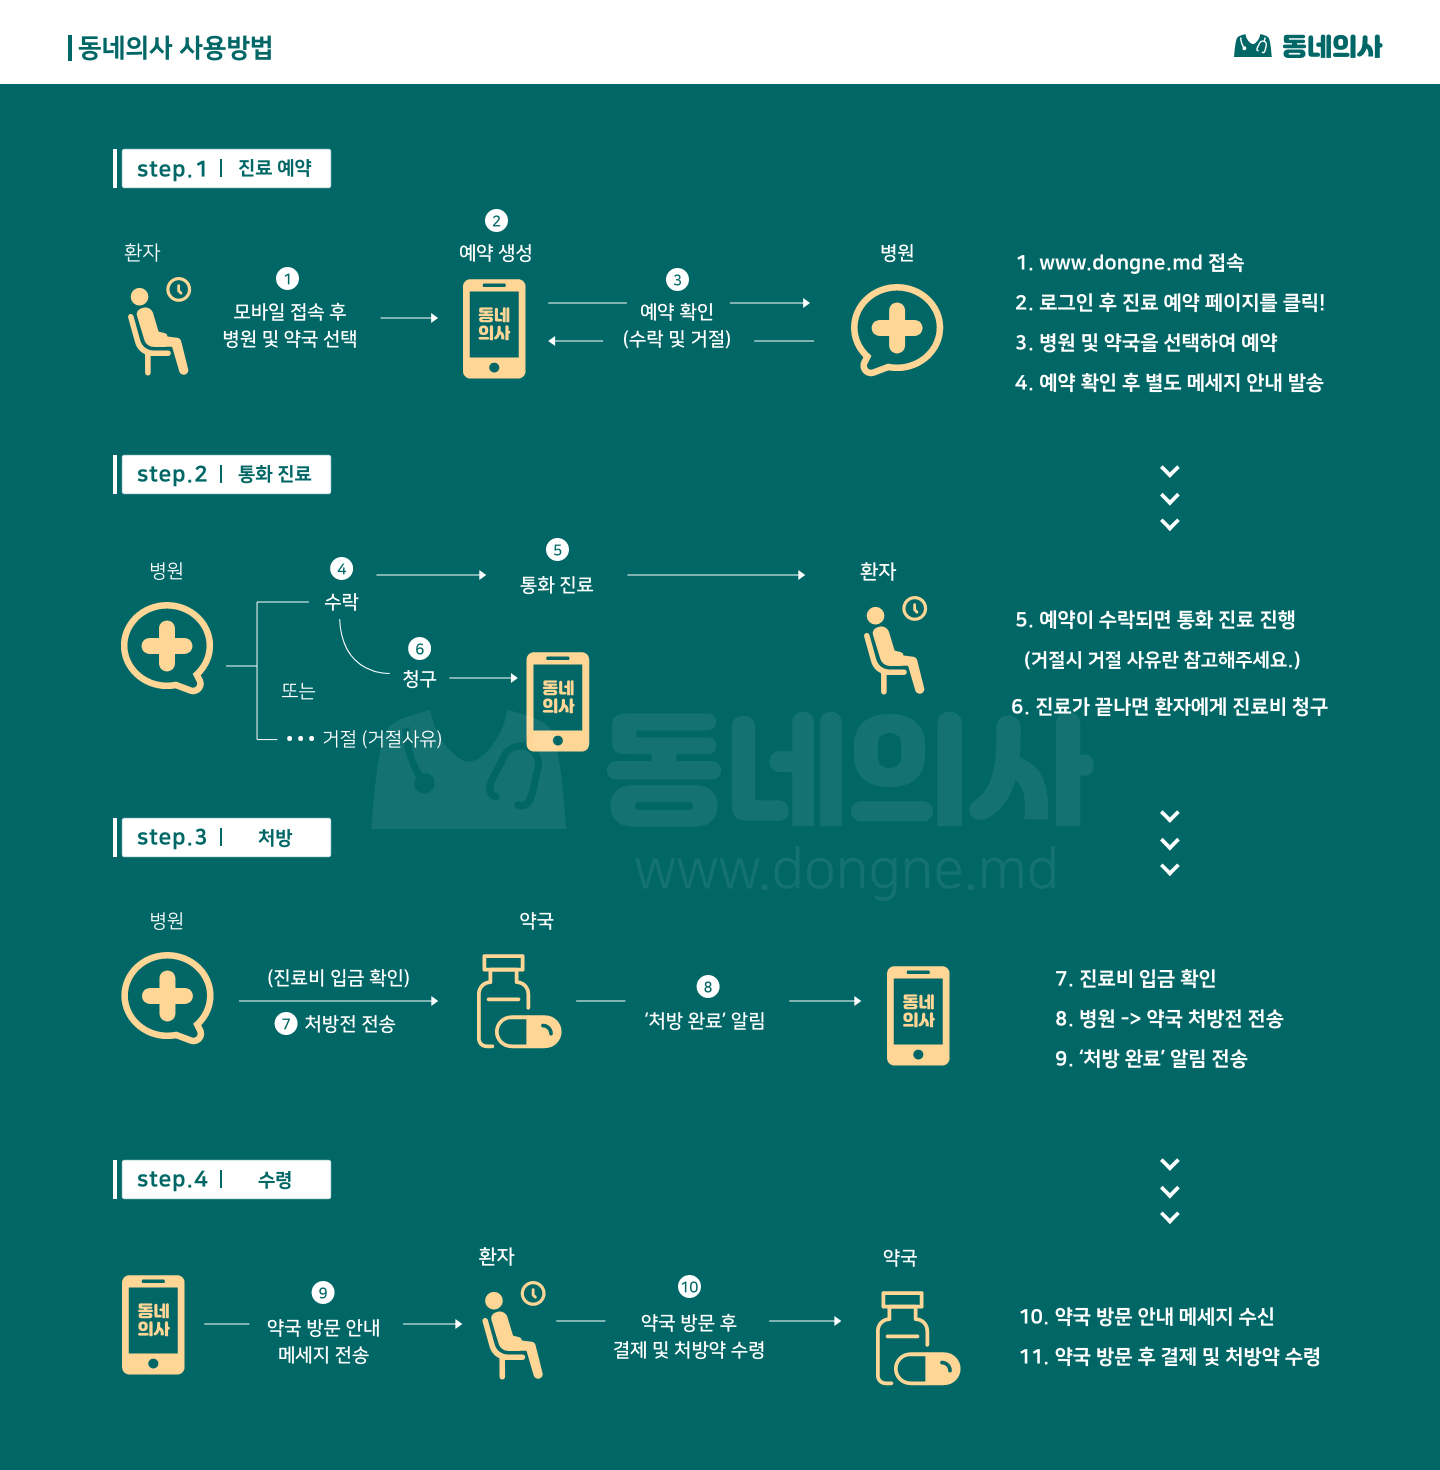 동네의사 사용방법
동네의사
step.1 | 진료 예약
환자
1
모바일 접속 후
병원 및 약국 선택
2
예약 생성
동네
의사
3
예약 확인
(수락 및 거절)
병원
1. www.dongne.md 접속
2. 로그인 후 진료 예약 페이지를 클릭!
3. 병원 및 약국을 선택하여 예약
4. 예약 확인 후 별도 메세지 안내 발송
step.2 | 통화 진료
병원
4
수락
5
통화 진료
환자
6
청구
동네
의사
또는
••• 거절 (거절사유)
5. 예약이 수락되면 통화 진료 진행
(거절시 거절 사유란 참고해주세요.)
6. 진료가 끝나면 환자에게 진료비 청구
동네의사
www.dongne.md
step.3 | 처방
병원
(진료비 입금 확인)
7 처방전 전송
약국
8
‘처방 완료’ 알림
동네
의사
7. 진료비 입금 확인
8. 병원 -> 약국 처방전 전송
9. ‘처방 완료’ 알림 전송
step.4 | 수령
동네
의사
9
약국 방문 안내
메세지 전송
환자
10
약국 방문 후
결제 및 처방약 수령
약국
10. 약국 방문 안내 메세지 수신
11. 약국 방문 후 결제 및 처방약 수령